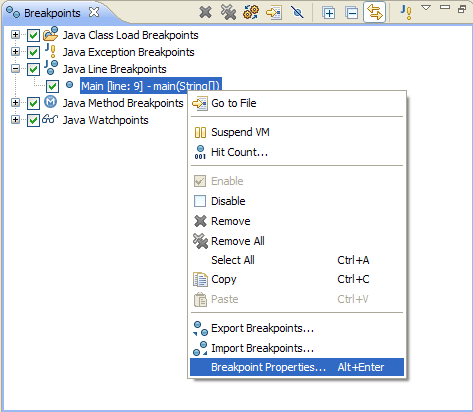 Breakpoints
Java Class Load Breakpoints
Java Exception Breakpoints
Java Line Breakpoints
Main [line: 9] - main(String[])
Java Method Breakpoints
Java Watchpoints
Go to File
Suspend VM
Hit Count...
Enable
Disable
Remove
Remove All
Select All Ctrl+A
Copy Ctrl+C
Paste Ctrl+V
Export Breakpoints...
Import Breakpoints...
Breakpoint Properties... Alt+Enter